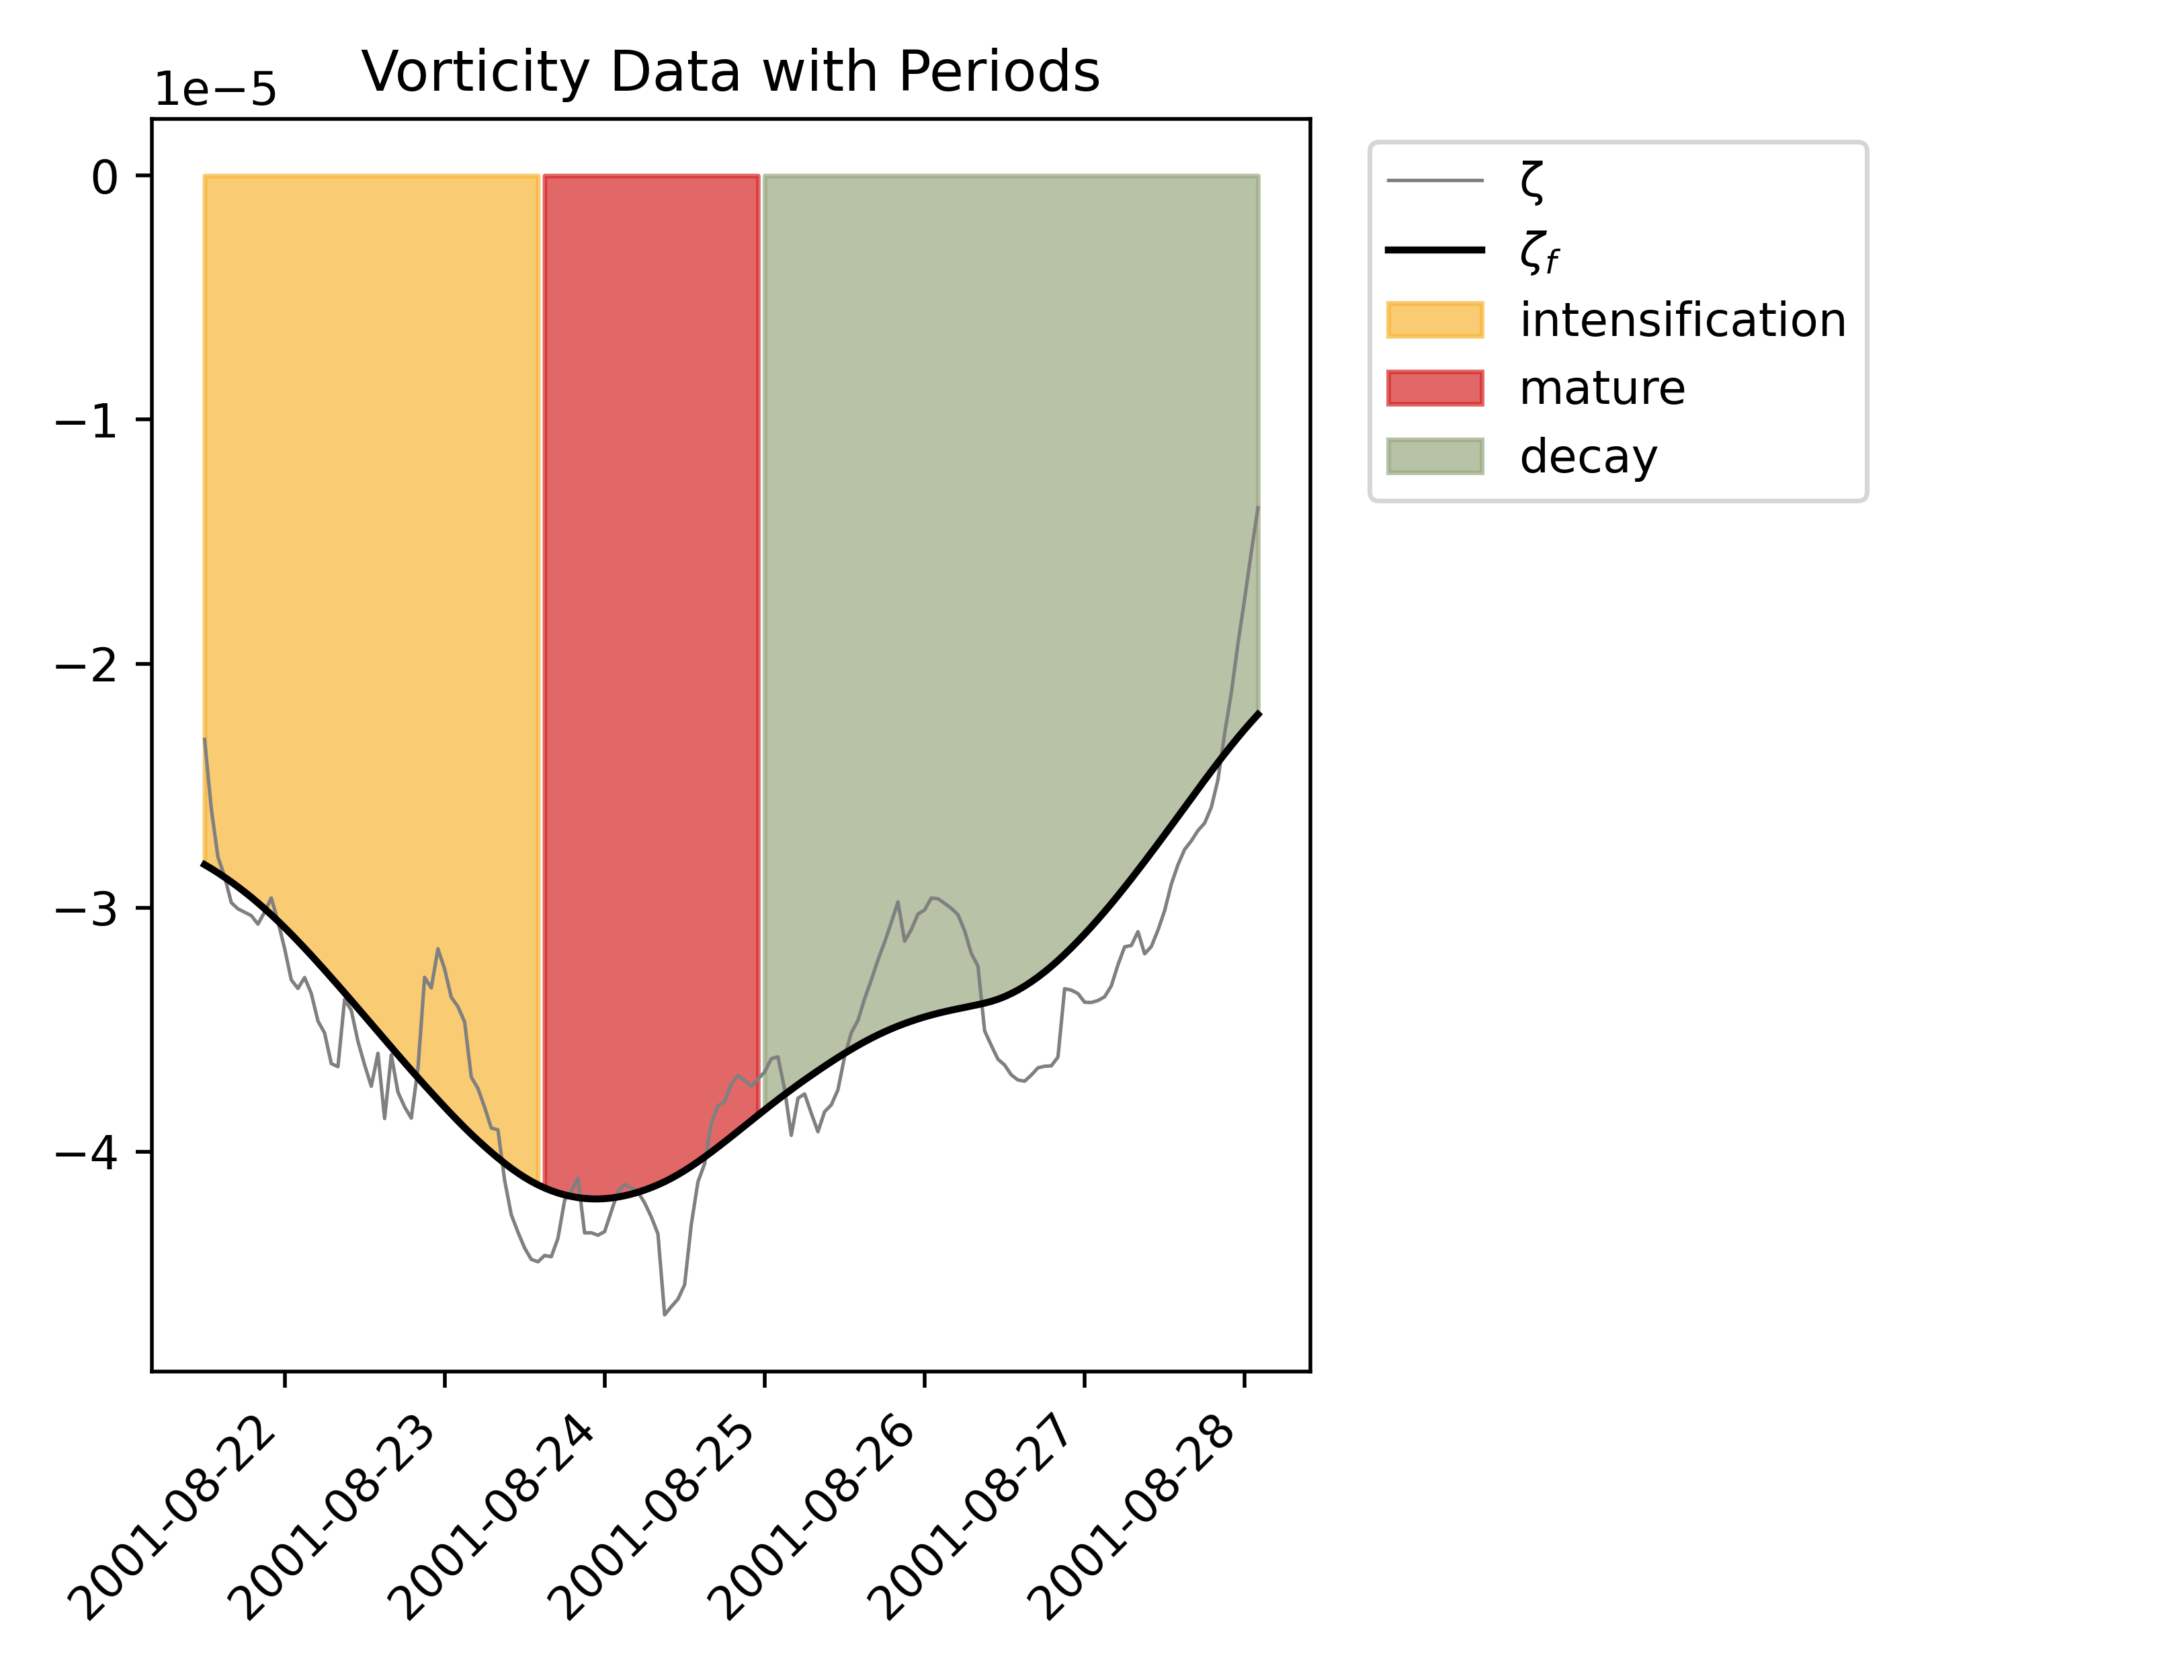 Vorticity Data with Periods
1e−5
0
−1
−2
−3
−4
2001-08-22
2001-08-23
2001-08-24
2001-08-25
2001-08-26
2001-08-27
2001-08-28
ζ
ζf
intensification
mature
decay